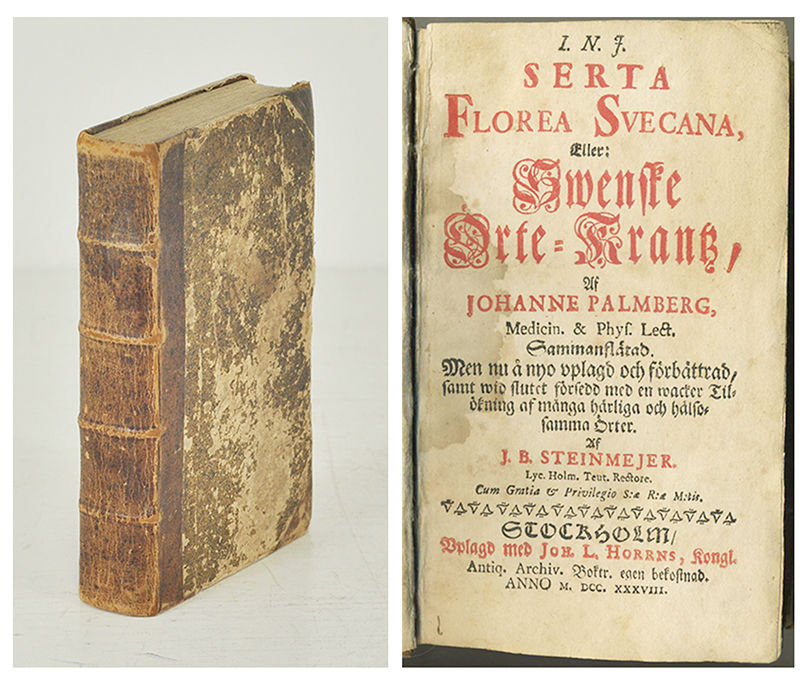 I. N. J.
SERTA
FLOREA SVECANA,
Eller:
Swenske
Örte-Krantz,
Af
JOHANNE PALMBERG,
Medicin. & Phys. Lect.
Sammanflätad.
Men nu å nyo uplagd och förbättrad/
samt wid slutet försedd med en wacker Til-
ökning af många härliga och hälso-
samma Örter.
Af
J. B. STEINMEJER.
Lyc. Holm. Teut. Rectore.
Cum Gratia & Privilegio S:æ R:æ M:tis.
STOCKHOLM/
Uplagd med JOH. L. HORRNS, Kongl.
Antiq. Archiv. Boktr. egen bekostnad.
ANNO M. DCC. XXXVIII.